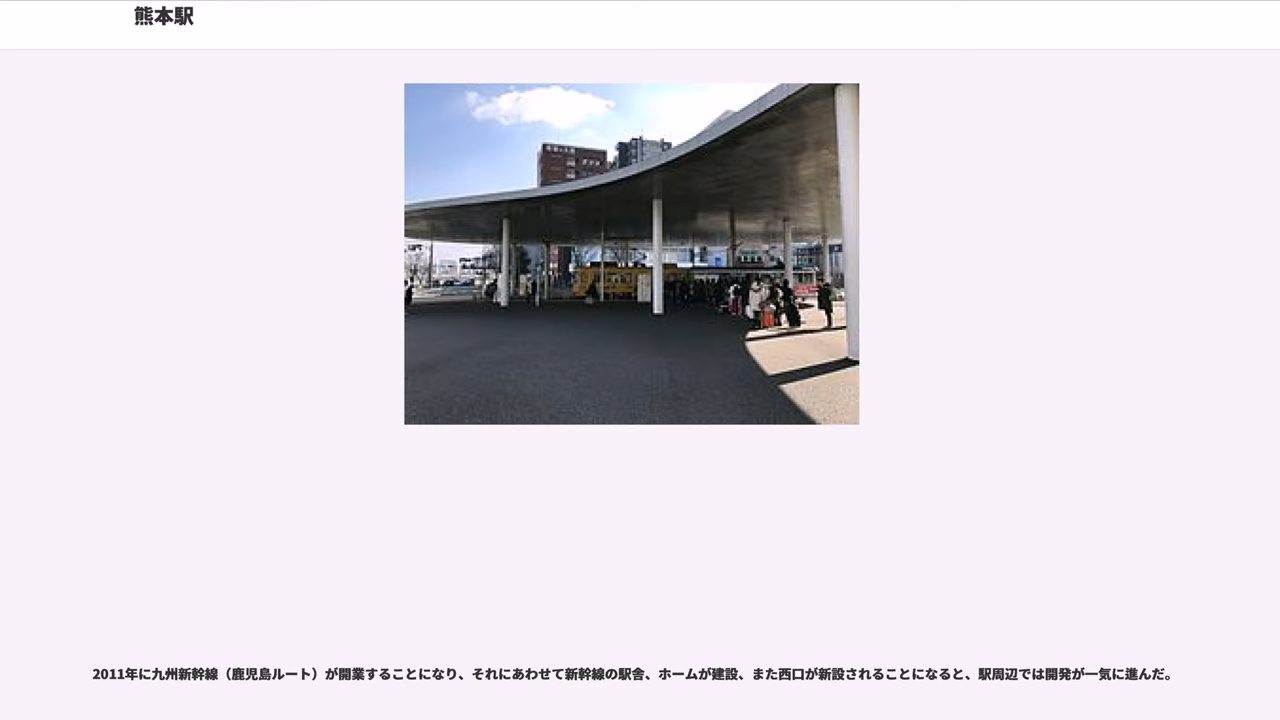 熊本駅
2011年に九州新幹線（鹿児島ルート）が開業することになり、それにあわせて新幹線の駅舎、ホームが建設、また西口が新設されることになると、駅周辺では開発が一気に進んだ。